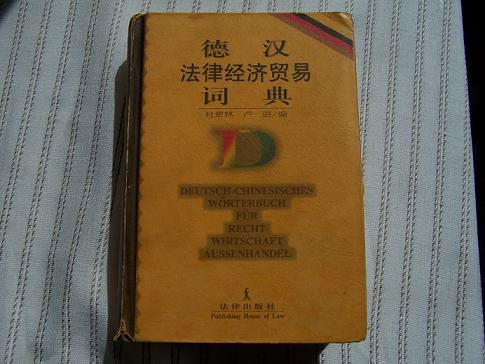 德 汉
法律经济贸易
词 典
杜景林 卢 谌/编
D
DEUTSCH-CHINESISCHES
WÖRTERBUCH
FÜR
RECHT
WIRTSCHAFT
AUSSENHANDEL
法律出版社
Publishing House of Law